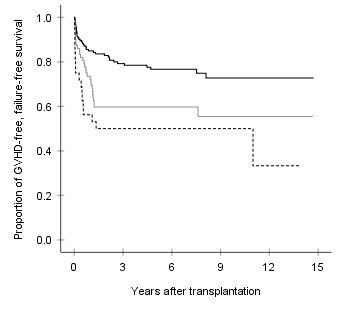 Proportion of GVHD-free, failure-free survival
1.0
0.8
0.6
0.4
0.2
0.0
0 3 6 9 12 15
Years after transplantation